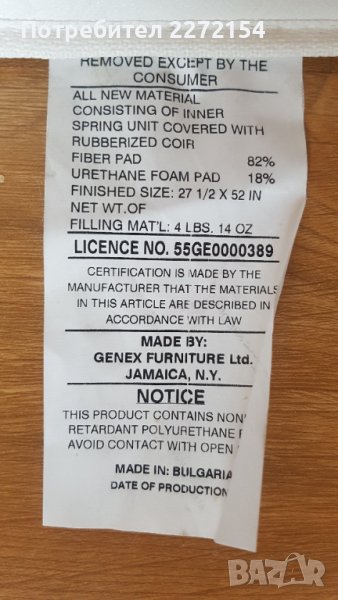 Потребител 2272154
REMOVED EXCEPT BY THE
CONSUMER
ALL NEW MATERIAL
CONSISTING OF INNER
SPRING UNIT COVERED WITH
RUBBERIZED COIR
FIBER PAD 82%
URETHANE FOAM PAD 18%
FINISHED SIZE: 27 1/2 X 52 IN
NET WT.OF
FILLING MAT'L: 4 LBS. 14 OZ
LICENCE NO. 55GE0000389
CERTIFICATION IS MADE BY THE
MANUFACTURER THAT THE MATERIALS
IN THIS ARTICLE ARE DESCRIBED IN
ACCORDANCE WITH LAW
MADE BY:
GENEX FURNITURE Ltd.
JAMAICA, N.Y.
NOTICE
THIS PRODUCT CONTAINS NON
RETARDANT POLYURETHANE
AVOID CONTACT WITH OPEN
MADE IN: BULGARIA
DATE OF PRODUCTION
BAZAR